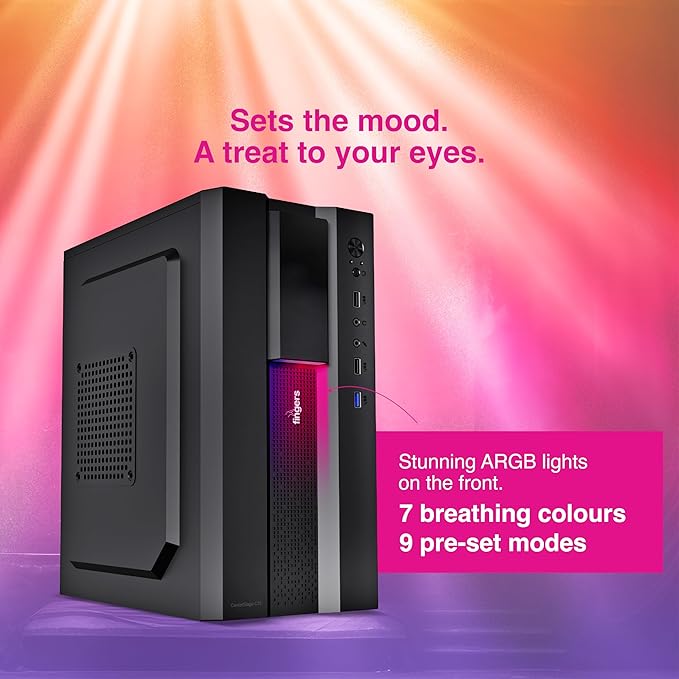 Sets the mood.
A treat to your eyes.
fingers
Stunning ARGB lights
on the front.
7 breathing colours
9 pre-set modes